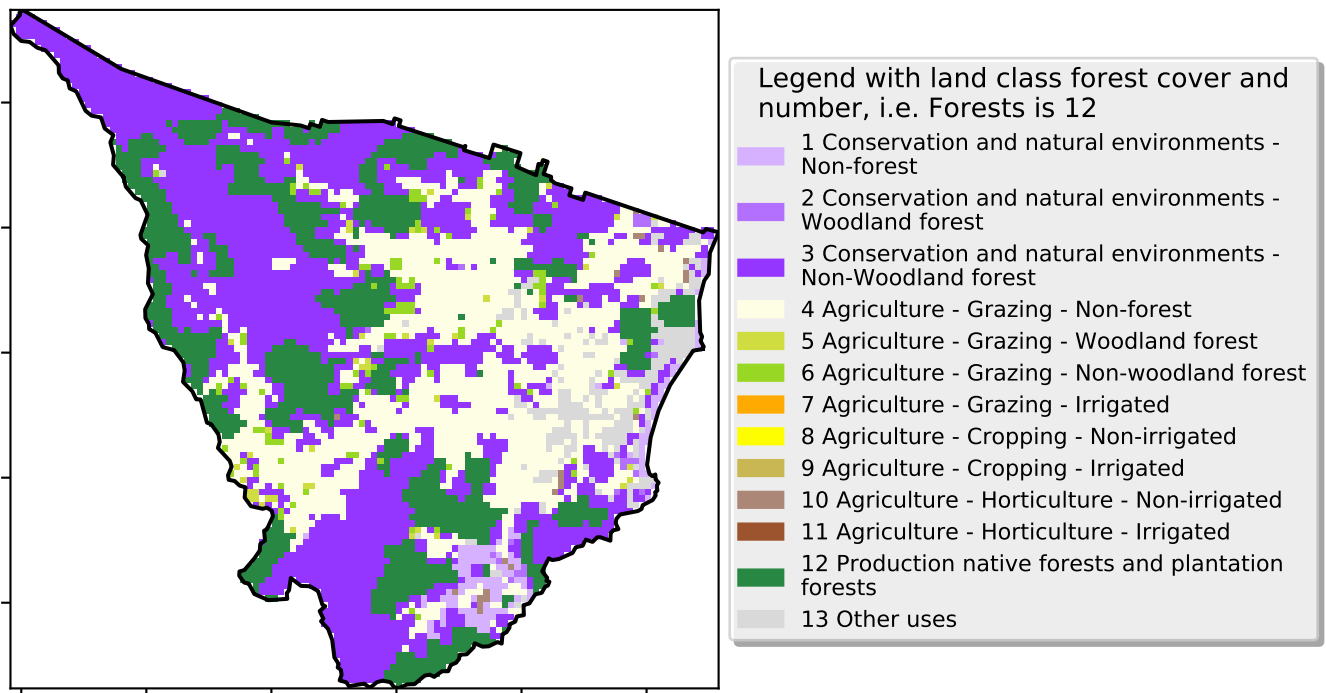 Legend with land class forest cover and
number, i.e. Forests is 12
1 Conservation and natural environments -
Non-forest
2 Conservation and natural environments -
Woodland forest
3 Conservation and natural environments -
Non-Woodland forest
4 Agriculture - Grazing - Non-forest
5 Agriculture - Grazing - Woodland forest
6 Agriculture - Grazing - Non-woodland forest
7 Agriculture - Grazing - Irrigated
8 Agriculture - Cropping - Non-irrigated
9 Agriculture - Cropping - Irrigated
10 Agriculture - Horticulture - Non-irrigated
11 Agriculture - Horticulture - Irrigated
12 Production native forests and plantation
forests
13 Other uses